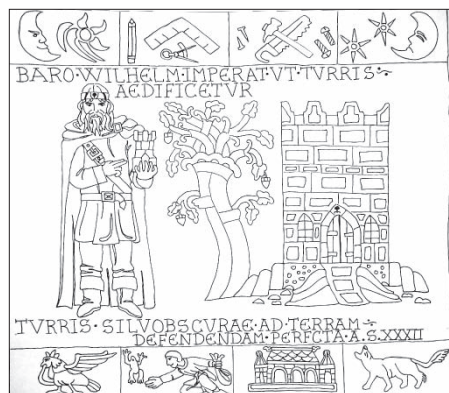 BARO·WILHELM·IMPERAT·VT·TVRRIS·
AEDIFICETVR
TVRRIS·SILVOBSCVRAE·AD·TERRAM·
DEFENDENDAM·PERFCTA·A.S.XXXII